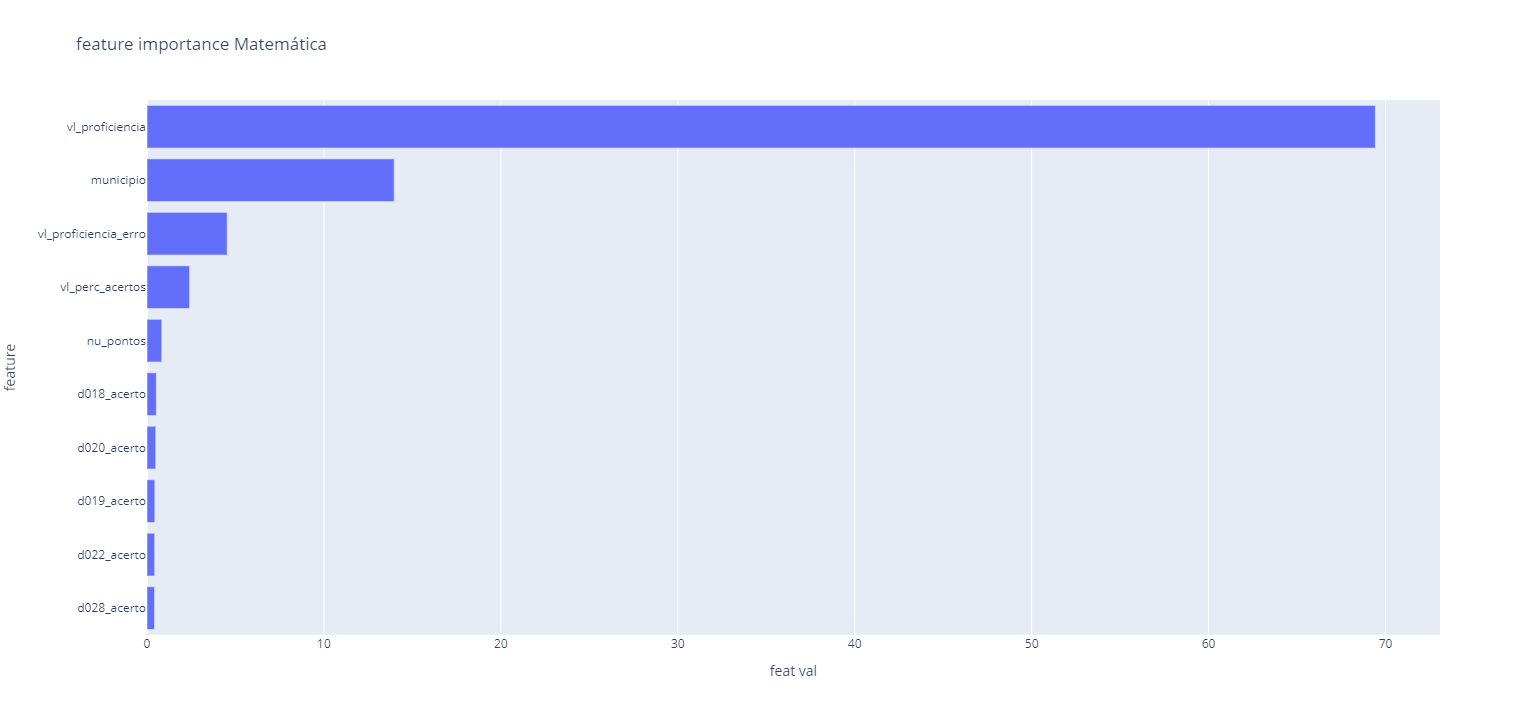 feature importance Matemática
feature
vl_proficiencia
municipio
vl_proficiencia_erro
vl_perc_acertos
nu_pontos
d018_acerto
d020_acerto
d019_acerto
d022_acerto
d028_acerto
0 10 20 30 40 50 60 70
feat val